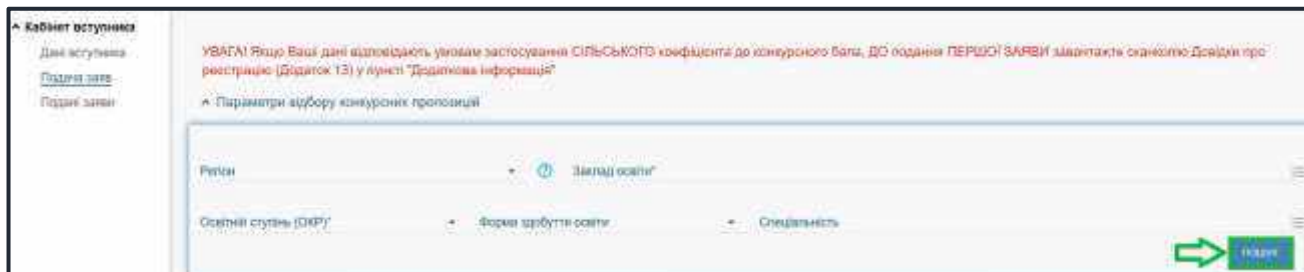 Кабінет вступника
Дані вступника
Подача заяв
Подані заяви
УВАГА! Якщо Ваші дані відповідають умовам застосування СІЛЬСЬКОГО коефіцієнта до конкурсного бала, ДО подання ПЕРШОЇ ЗАЯВИ завантажте сканкопію Довідки про
реєстрацію (Додаток 13) у пункті "Додаткова інформація"
Параметри відбору конкурсних пропозицій
Регіон
Заклад освіти*
Освітній ступінь (ОКР)*
Форма здобуття освіти
Спеціальність
ПОШУК